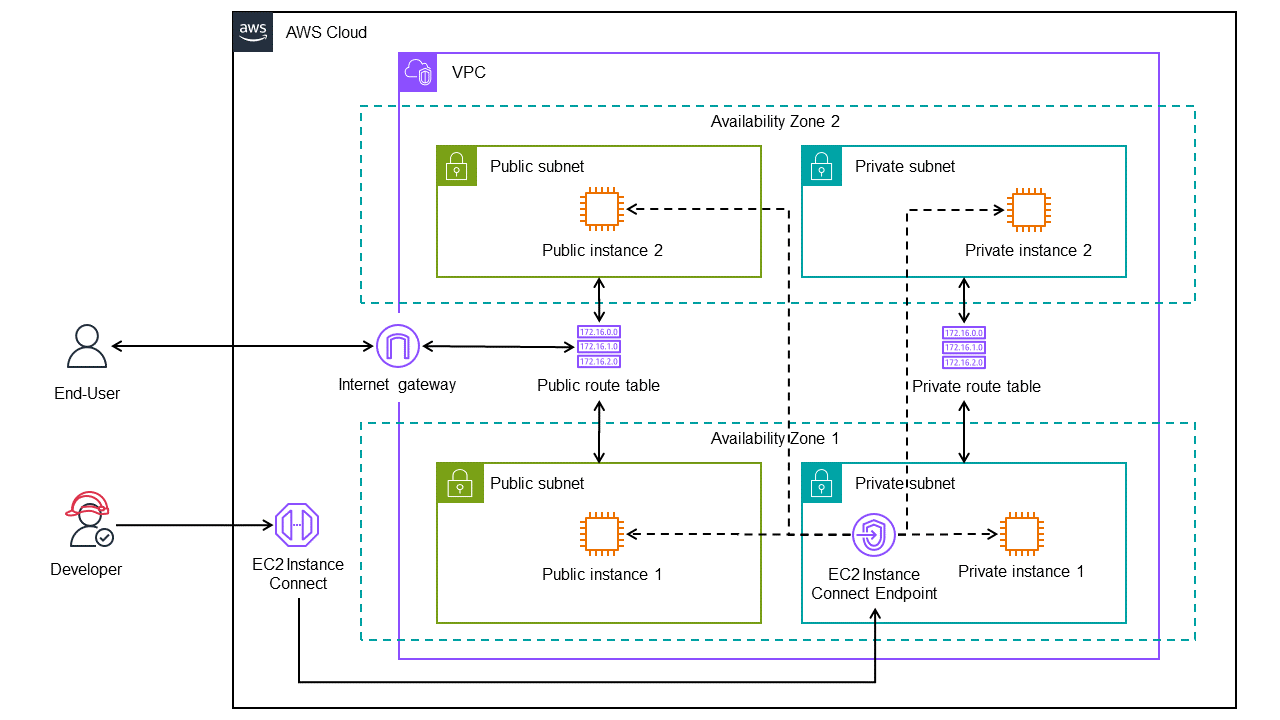 aws
AWS Cloud
VPC
Availability Zone 2
Public subnet
Private subnet
Public instance 2
Private instance 2
172.16.0.0
172.16.1.0
172.16.2.0
172.16.0.0
172.16.1.0
172.16.2.0
End-User
Internet gateway
Public route table
Private route table
Availability Zone 1
Public subnet
Private subnet
Developer
EC2 Instance
Connect
Public instance 1
EC2 Instance
Connect Endpoint
Private instance 1